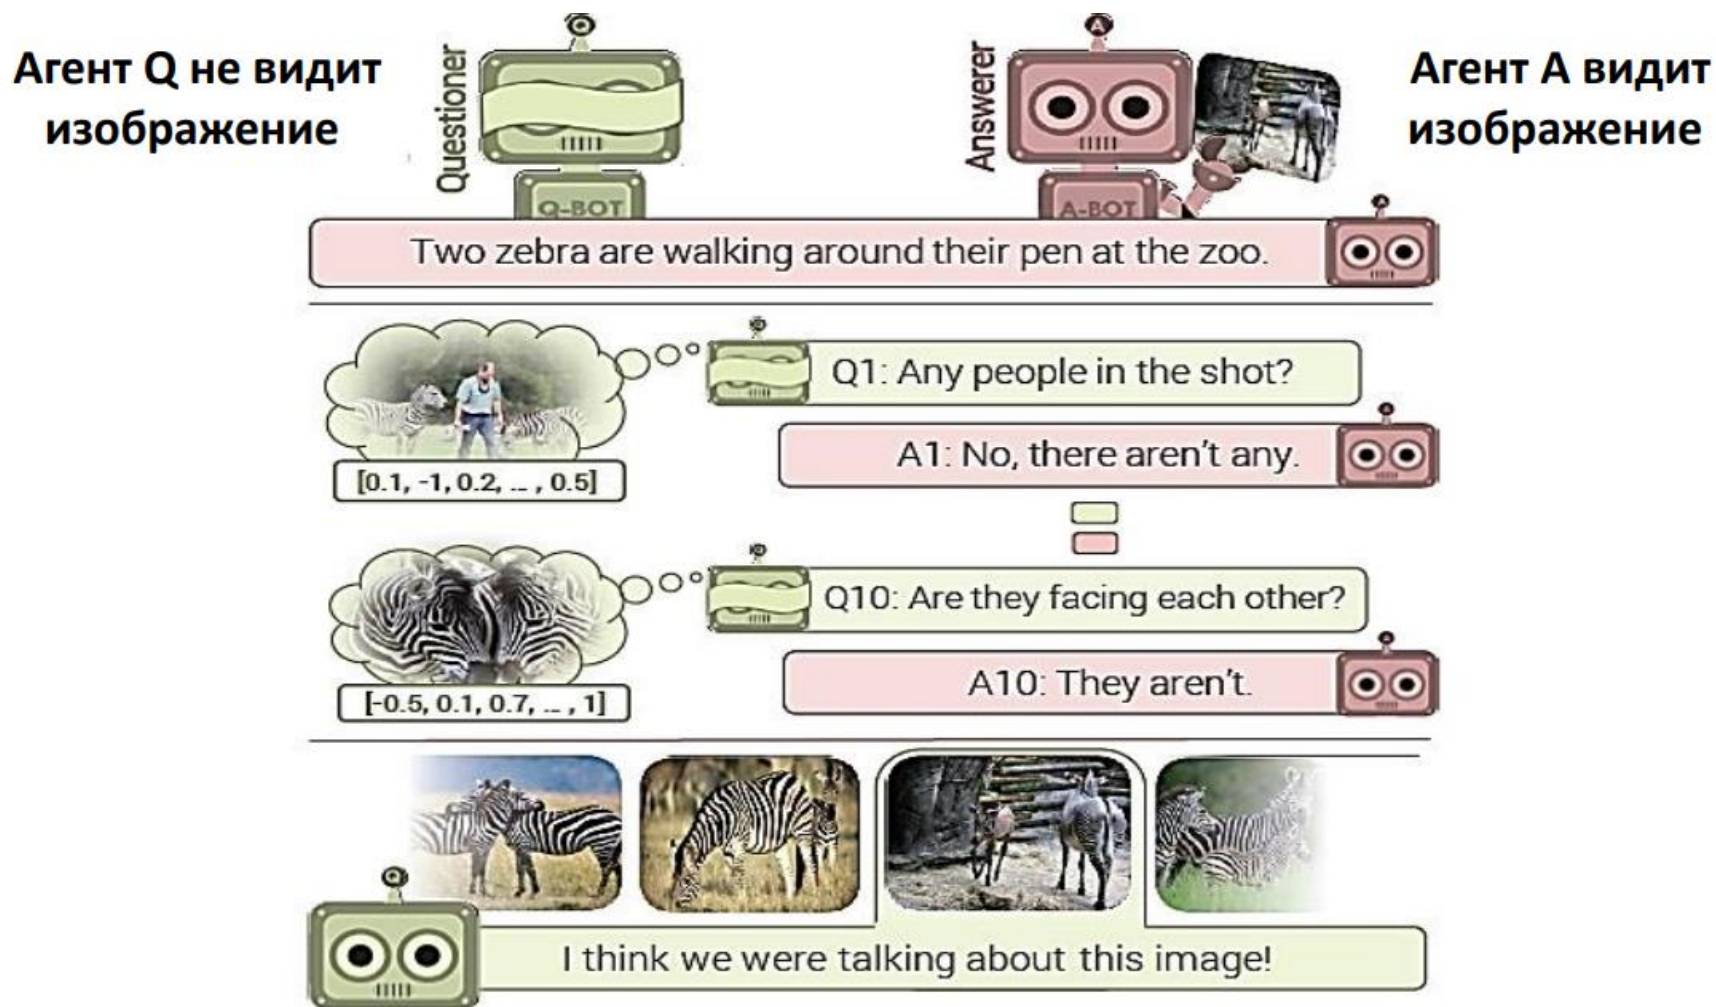 Агент Q не видит
изображение
Questioner
Q
Q-BOT
Answerer
A
A-BOT
Агент А видит
изображение
Two zebra are walking around their pen at the zoo.
Q1: Any people in the shot?
[0.1, -1, 0.2, ... , 0.5]
A1: No, there aren't any.
Q10: Are they facing each other?
[-0.5, 0.1, 0.7, ... , 1]
A10: They aren't.
I think we were talking about this image!